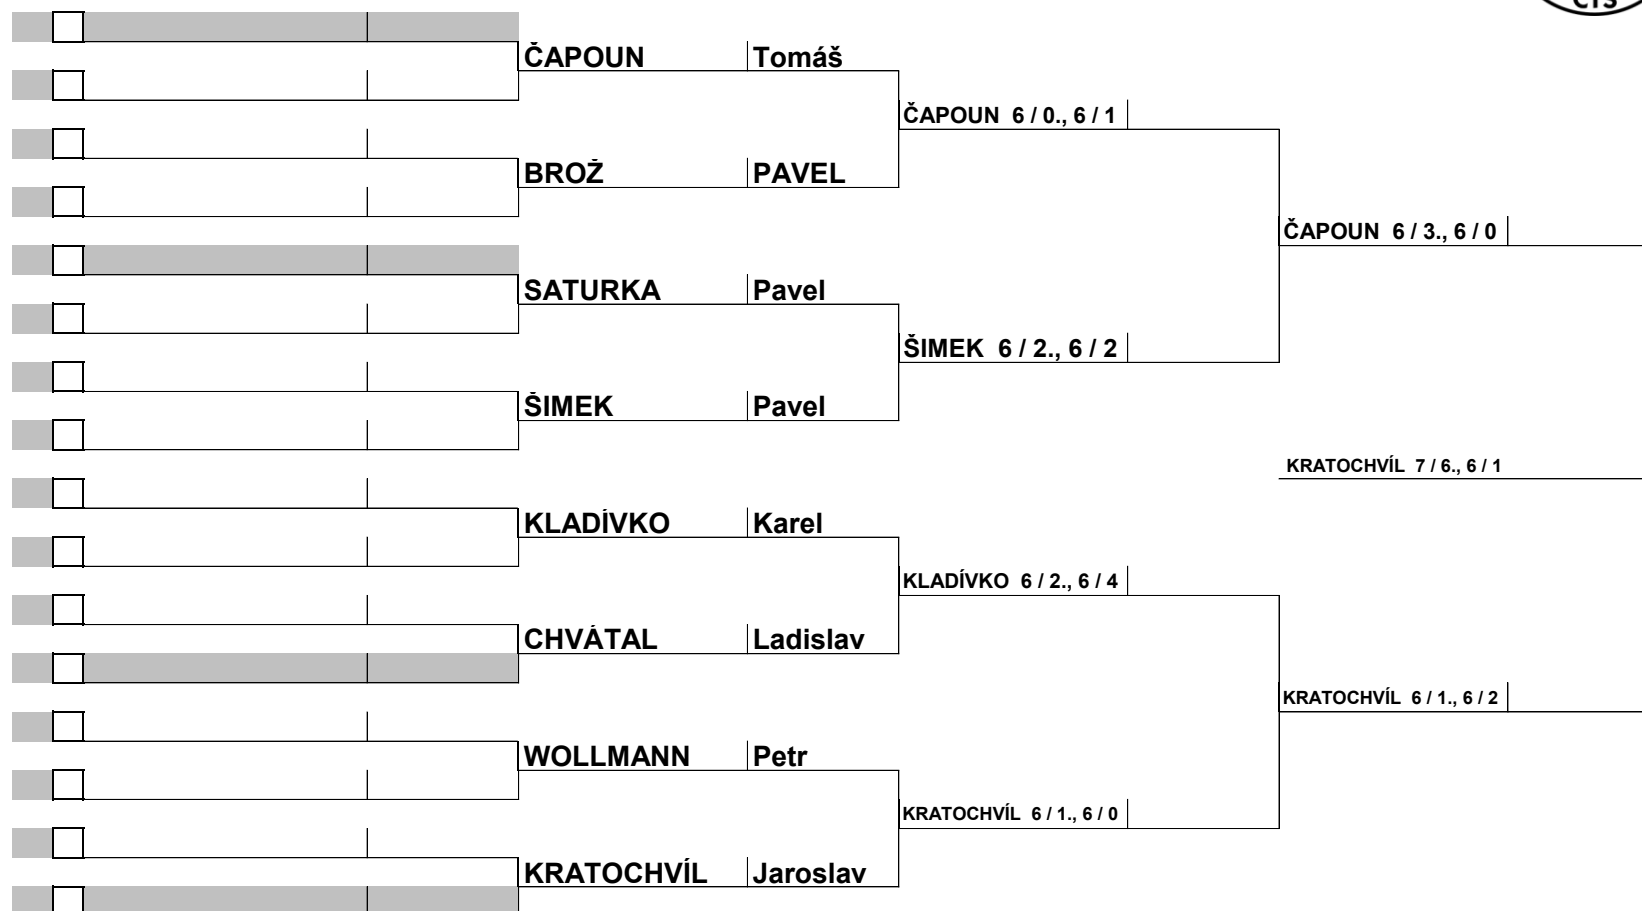 ČTS
ČAPOUN Tomáš
ČAPOUN 6 / 0., 6 / 1
BROŽ PAVEL
ČAPOUN 6 / 3., 6 / 0
SATURKA Pavel
ŠIMEK 6 / 2., 6 / 2
ŠIMEK Pavel
KRATOCHVÍL 7 / 6., 6 / 1
KLADÍVKO Karel
KLADÍVKO 6 / 2., 6 / 4
CHVÁTAL Ladislav
KRATOCHVÍL 6 / 1., 6 / 2
WOLLMANN Petr
KRATOCHVÍL 6 / 1., 6 / 0
KRATOCHVÍL Jaroslav